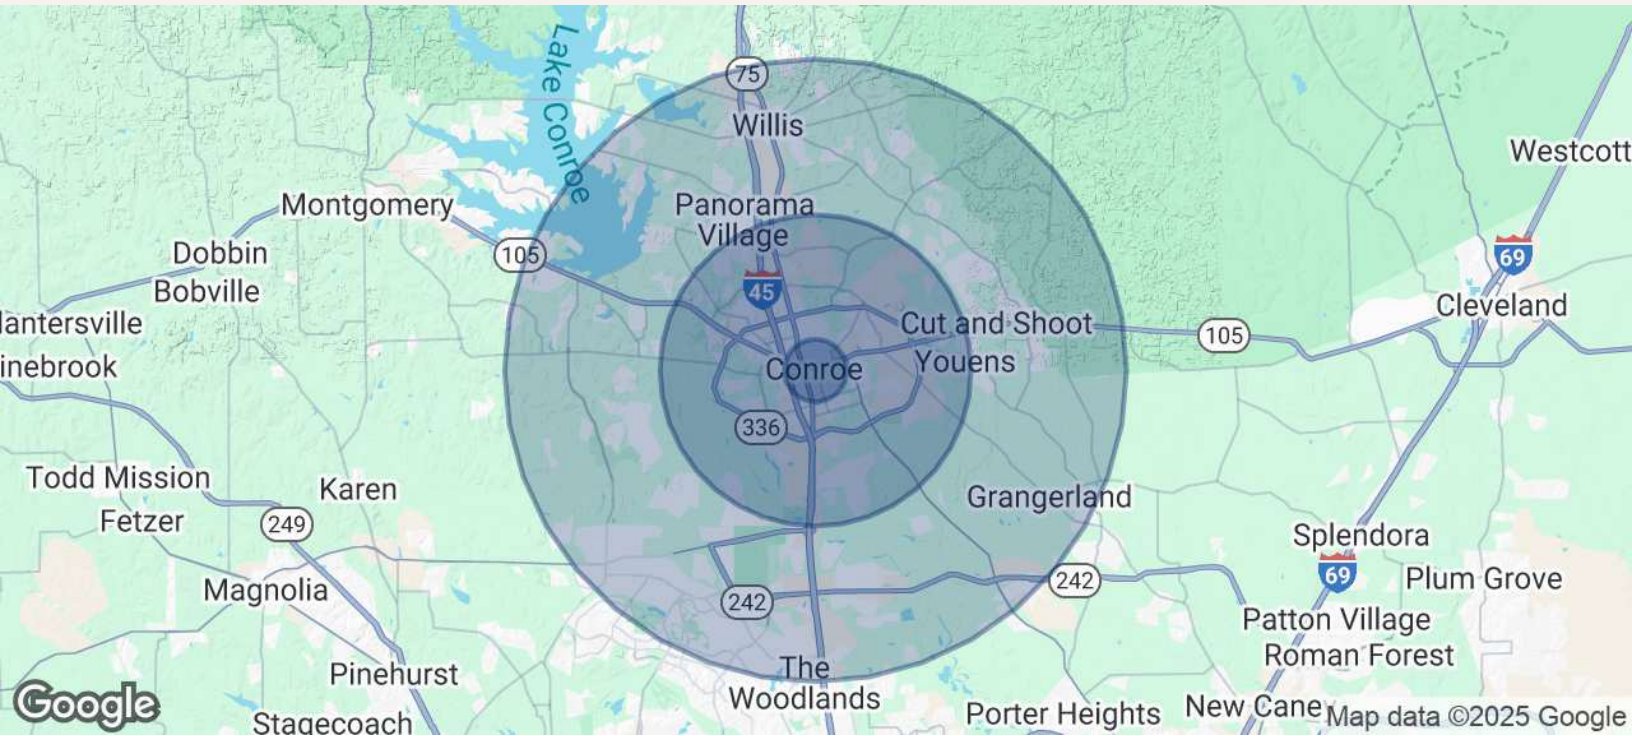 Lake Conroe
75
Willis
Westcott
Montgomery
Panorama
Village
105
Dobbin
69
Bobville
45
Cleveland
lantersville
Cut and Shoot
105
inebrook
Conroe
Youens
336
Todd Mission
Karen
Grangerland
Fetzer
249
Splendora
69
Plum Grove
Magnolia
242
242
Patton Village
Roman Forest
The
Woodlands
Pinehurst
Google
Stagecoach
Porter Heights
New Cane
Map data ©2025 Google